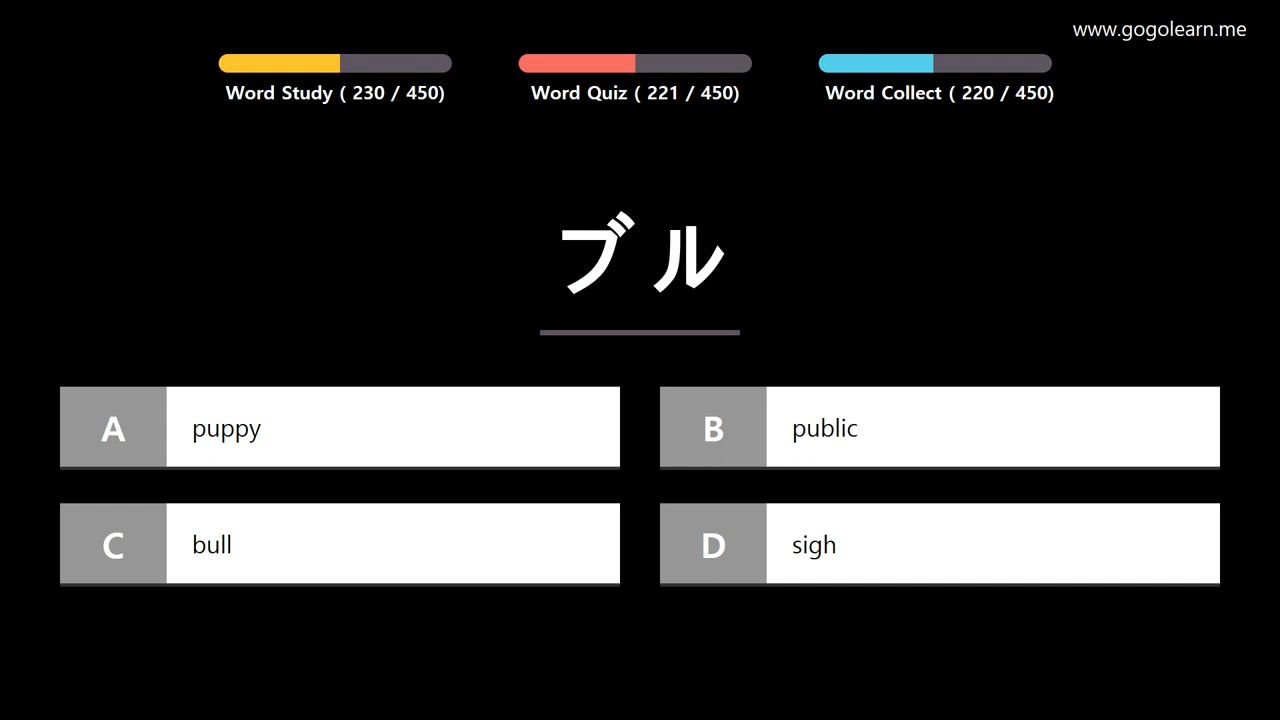 www.gogolearn.me
Word Study ( 230 / 450)
Word Quiz ( 221 / 450)
Word Collect ( 220 / 450)
ブル
A puppy
B public
C bull
D sigh